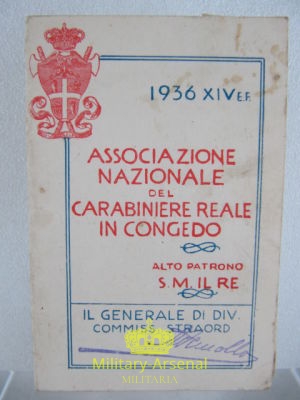 1936 XIV E.F.
ASSOCIAZIONE
NAZIONALE
DEL
CARABINIERE REALE
IN CONGEDO
ALTO PATRONO
S. M. IL RE
IL GENERALE DI DIV.
COMMISS. STRAORD
Military Arsenal
MILITARIA